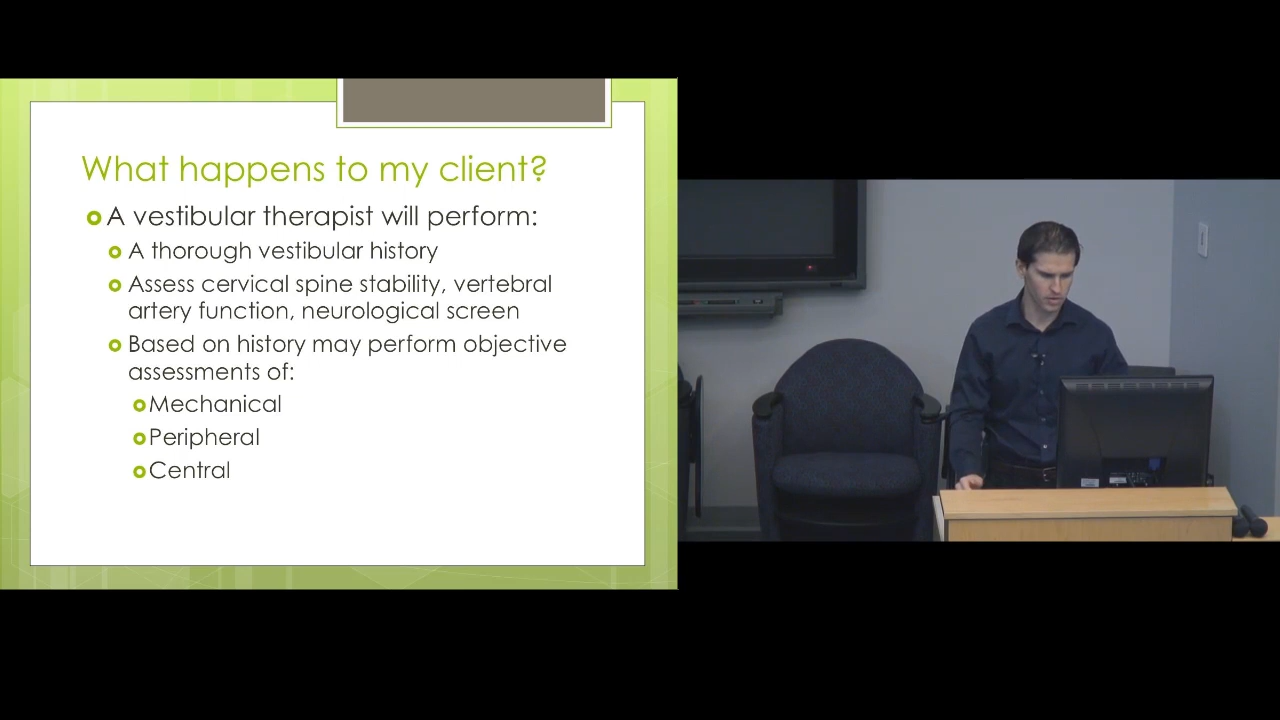 What happens to my client?
A vestibular therapist will perform:
A thorough vestibular history
Assess cervical spine stability, vertebral
artery function, neurological screen
Based on history may perform objective
assessments of:
Mechanical
Peripheral
Central